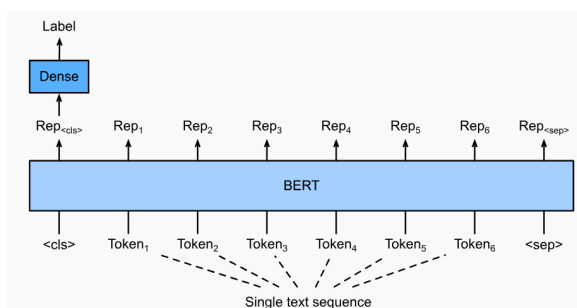 Label
Dense
Rep<cls> Rep1 Rep2 Rep3 Rep4 Rep5 Rep6 Rep<sep>
BERT
<cls> Token1 Token2 Token3 Token4 Token5 Token6 <sep>
Single text sequence